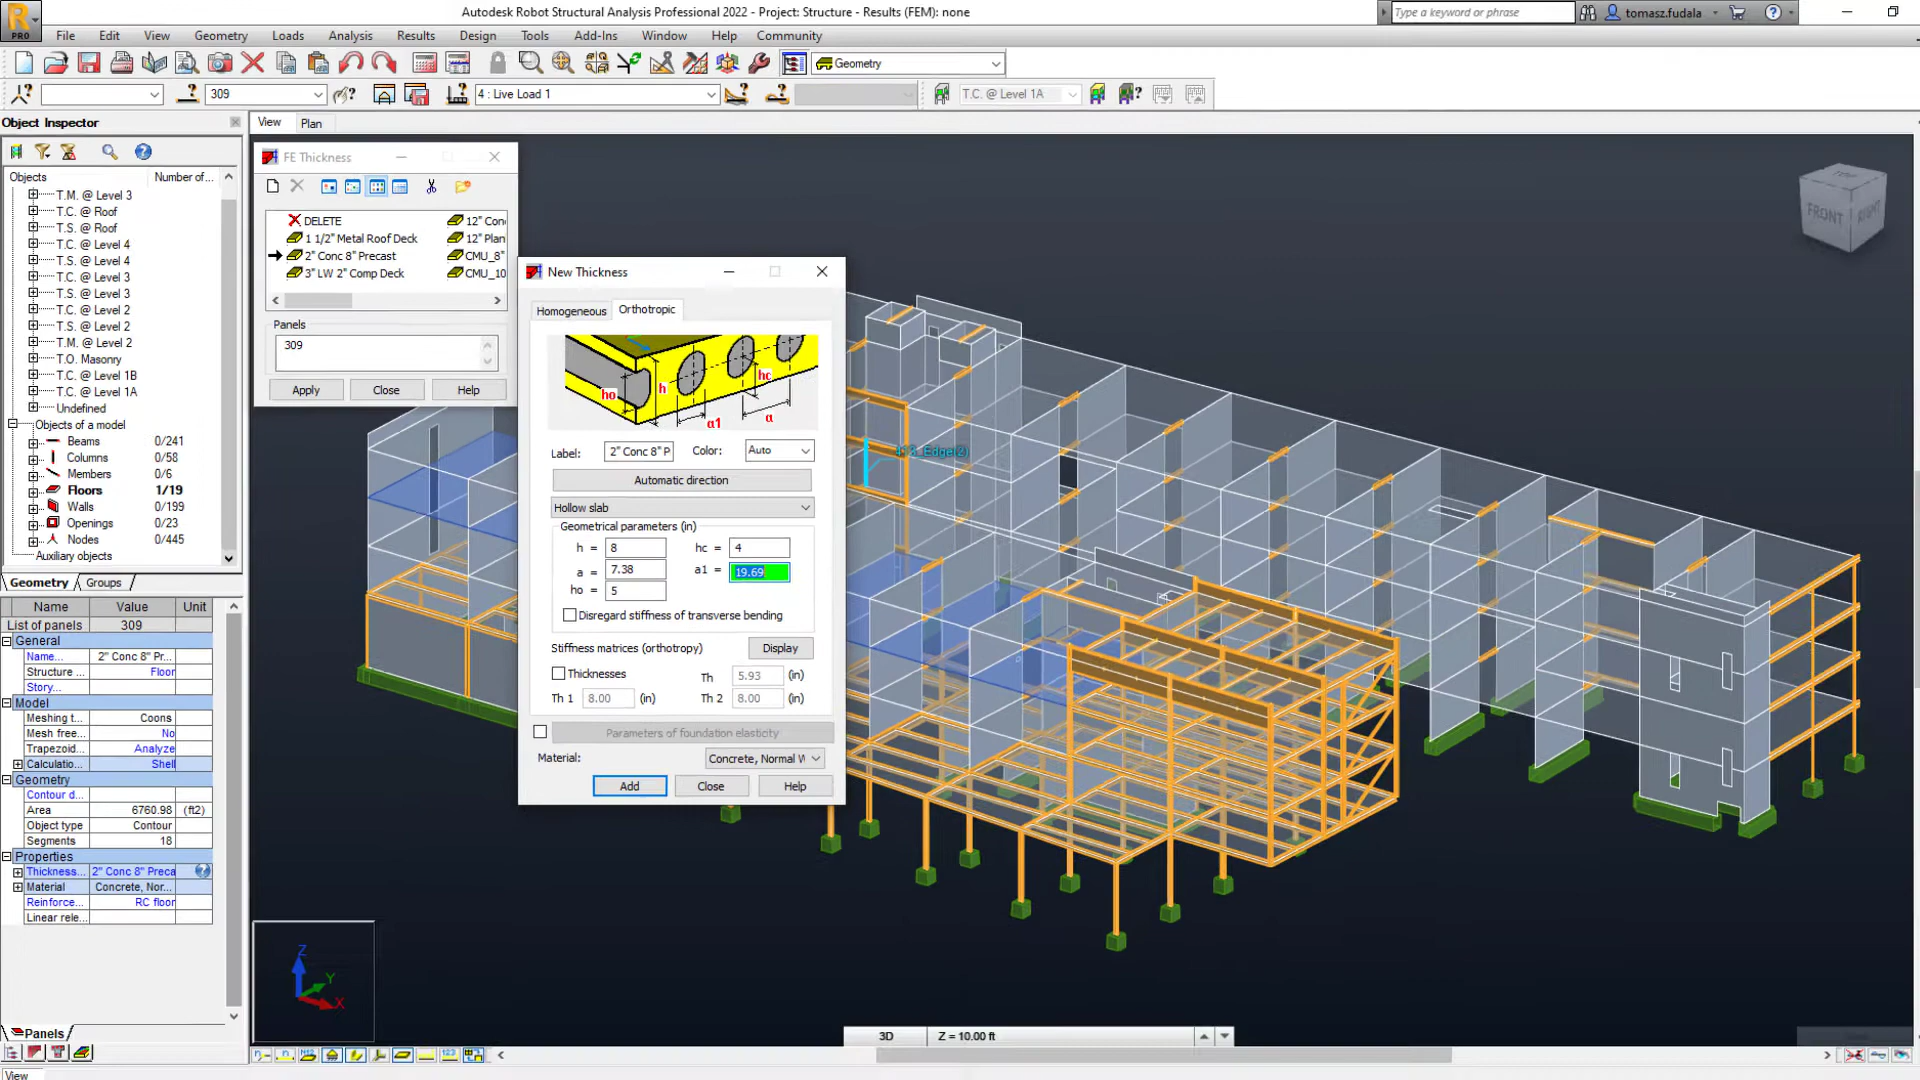 Autodesk Robot Structural Analysis Professional 2022 - Project: Structure - Results (FEM): none
Type a keyword or phrase
tomasz.fudala
PRO
File Edit View Geometry Loads Analysis Results Design Tools Add-Ins Window Help Community
Geometry
309
4 : Live Load 1
T.C. @ Level 1A
Object Inspector
View
Plan
Objects
Number of...
T.M. @ Level 3
T.C. @ Roof
T.S. @ Roof
T.C. @ Level 4
T.S. @ Level 4
T.C. @ Level 3
T.S. @ Level 3
T.C. @ Level 2
T.S. @ Level 2
T.M. @ Level 2
T.O. Masonry
T.C. @ Level 1B
T.C. @ Level 1A
Undefined
Objects of a model
Beams 0/241
Columns 0/58
Members 0/6
Floors 1/19
Walls 0/199
Openings 0/23
Nodes 0/445
Auxiliary objects
Geometry
Groups
Name Value Unit
List of panels 309
General
Name... 2" Conc 8" Pr...
Structure ... Floor
Story...
Model
Meshing t... Coons
Mesh free... No
Trapezoid... Analyze
Calculatio... Shell
Geometry
Contour d...
Area 6760.98 (ft2)
Object type Contour
Segments 18
Properties
Thickness... 2" Conc 8" Preca
Material Concrete, Nor...
Reinforce... RC floor
Linear rele...
Panels
View
FE Thickness
DELETE
1 1/2" Metal Roof Deck
2" Conc 8" Precast
3" LW 2" Comp Deck
12" Conc
12" Plan
CMU_8"
CMU_10
Panels
309
Apply
Close
Help
New Thickness
Homogeneous
Orthotropic
ho
h
hc
a1
a
Label: 2" Conc 8" P
Color: Auto
Automatic direction
Hollow slab
Geometrical parameters (in)
h = 8
hc = 4
a = 7.38
a1 = 19.69
ho = 5
Disregard stiffness of transverse bending
Stiffness matrices (orthotropy)
Display
Thicknesses
Th 5.93 (in)
Th 1 8.00 (in)
Th 2 8.00 (in)
Parameters of foundation elasticity
Material: Concrete, Normal W
Add
Close
Help
TOP
FRONT
RIGHT
Z
Y
X
3D
Z = 10.00 ft